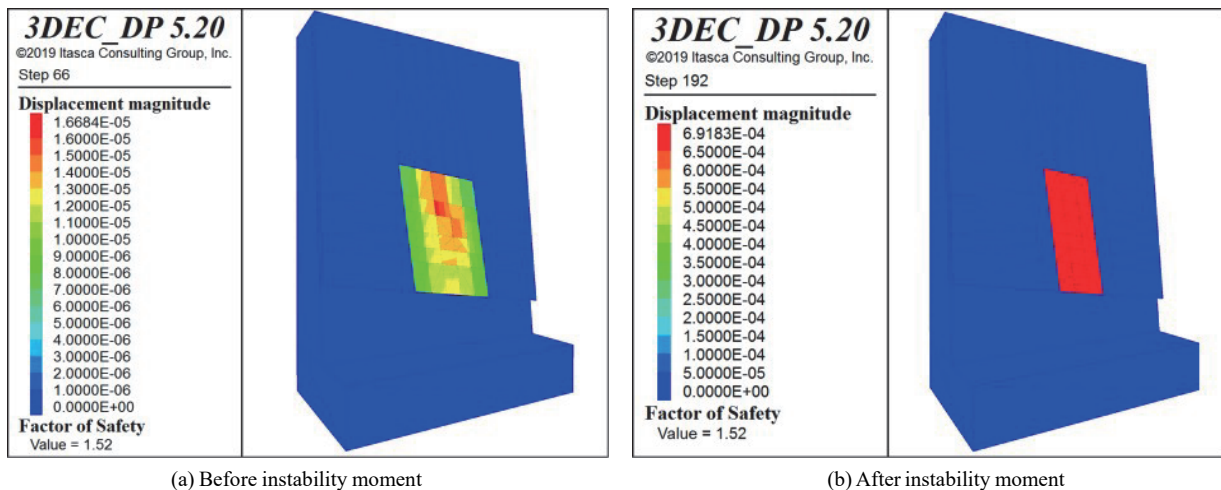 3DEC_DP 5.20
©2019 Itasca Consulting Group, Inc.
Step 66
Displacement magnitude
1.6684E-05
1.6000E-05
1.5000E-05
1.4000E-05
1.3000E-05
1.2000E-05
1.1000E-05
1.0000E-05
9.0000E-06
8.0000E-06
7.0000E-06
6.0000E-06
5.0000E-06
4.0000E-06
3.0000E-06
2.0000E-06
1.0000E-06
0.0000E+00
Factor of Safety
Value = 1.52
(a) Before instability moment
3DEC_DP 5.20
©2019 Itasca Consulting Group, Inc.
Step 192
Displacement magnitude
6.9183E-04
6.5000E-04
6.0000E-04
5.5000E-04
5.0000E-04
4.5000E-04
4.0000E-04
3.5000E-04
3.0000E-04
2.5000E-04
2.0000E-04
1.5000E-04
1.0000E-04
5.0000E-05
0.0000E+00
Factor of Safety
Value = 1.52
(b) After instability moment